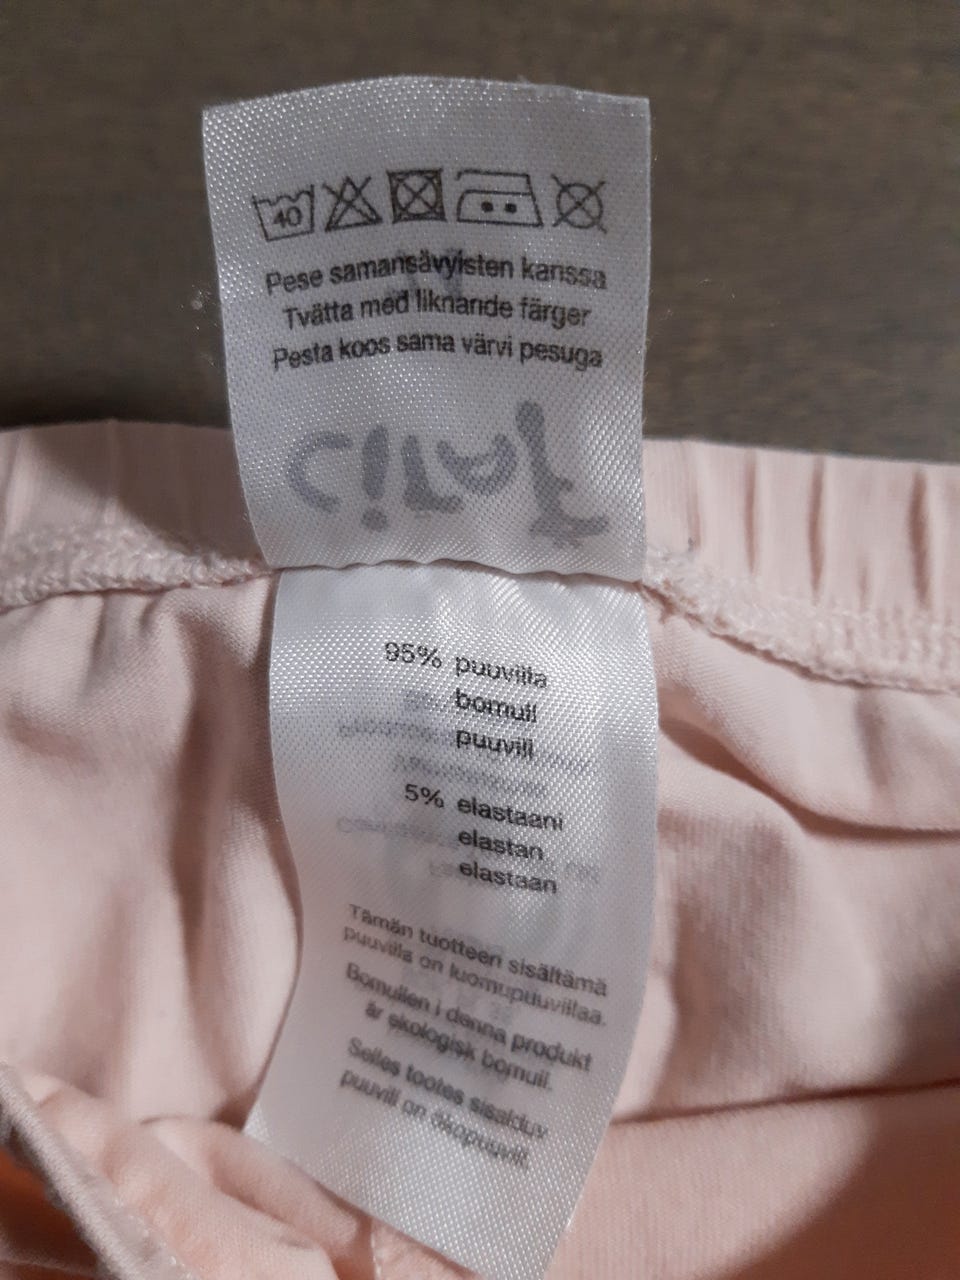 40
Pese samansävyisten kanssa
Tvätta med liknande färger
Pesta koos sama värvi pesuga
95% puuvilla
bomull
puuvill
5% elastaani
elastan
elastaan
Tämän tuotteen sisältämä
puuvilla on luomupuuvillaa.
Bomullen i denna produkt
är ekologisk bomull.
Selles tootes sisalduv
puuvill on ökopuuvill.